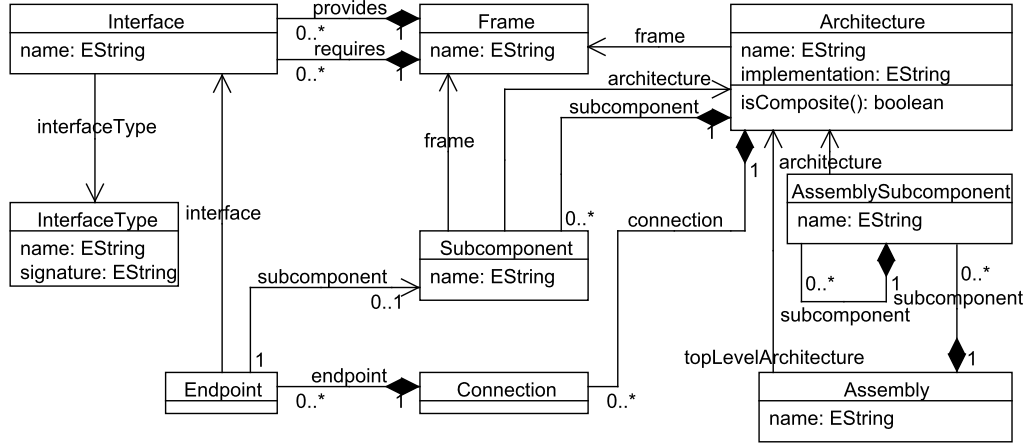 Interface
name: EString
provides
0..*
1
requires
0..*
1
Frame
name: EString
frame
Architecture
name: EString
implementation: EString
isComposite(): boolean
architecture
subcomponent
1
0..*
interfaceType
frame
1
architecture
InterfaceType
name: EString
signature: EString
interface
connection
AssemblySubcomponent
name: EString
Subcomponent
name: EString
subcomponent
0..1
1
0..*
1
subcomponent
0..*
subcomponent
topLevelArchitecture
1
Endpoint
endpoint
0..*
1
Connection
0..*
Assembly
name: EString